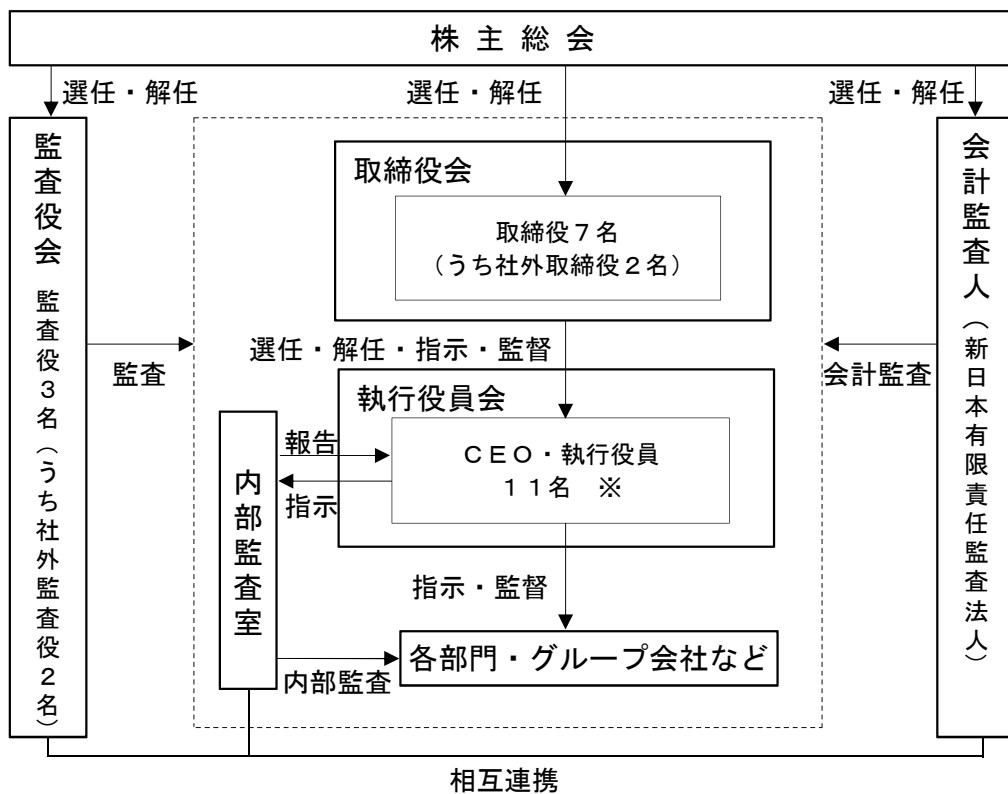 株主総会
選任・解任
選任・解任
選任・解任
監査役会 監査役3名(うち社外監査役2名)
取締役会
取締役7名
(うち社外取締役2名)
会計監査人(新日本有限責任監査法人)
監査
選任・解任・指示・監督
会計監査
執行役員会
報告
CEO・執行役員
11名 ※
指示
内部監査室
指示・監督
各部門・グループ会社など
内部監査
相互連携